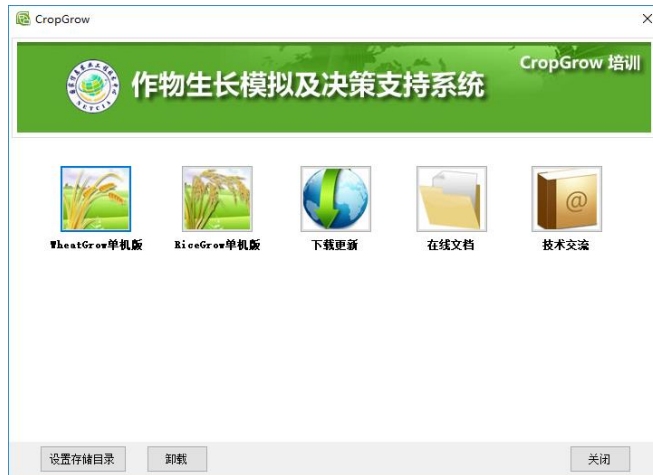 CropGrow
作物生长模拟及决策支持系统
CropGrow 培训
NETCIA
@
WheatGrow单机版
RiceGrow单机版
下载更新
在线文档
技术交流
设置存储目录
卸载
关闭